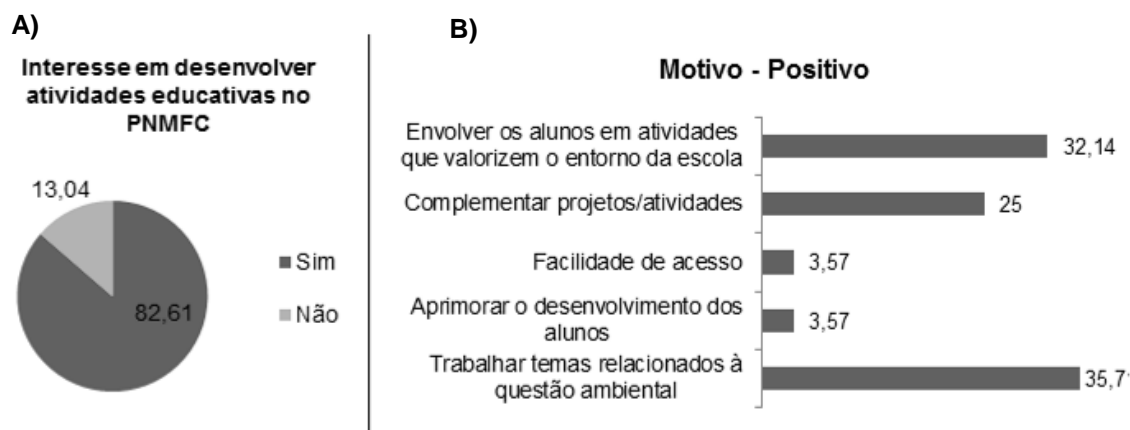 A)
Interesse em desenvolver
atividades educativas no
PNMFC
13,04
82,61
Sim
Não
B)
Motivo - Positivo
Envolver os alunos em atividades
que valorizem o entorno da escola
32,14
Complementar projetos/atividades
25
Facilidade de acesso
3,57
Aprimorar o desenvolvimento dos
alunos
3,57
Trabalhar temas relacionados à
questão ambiental
35,7